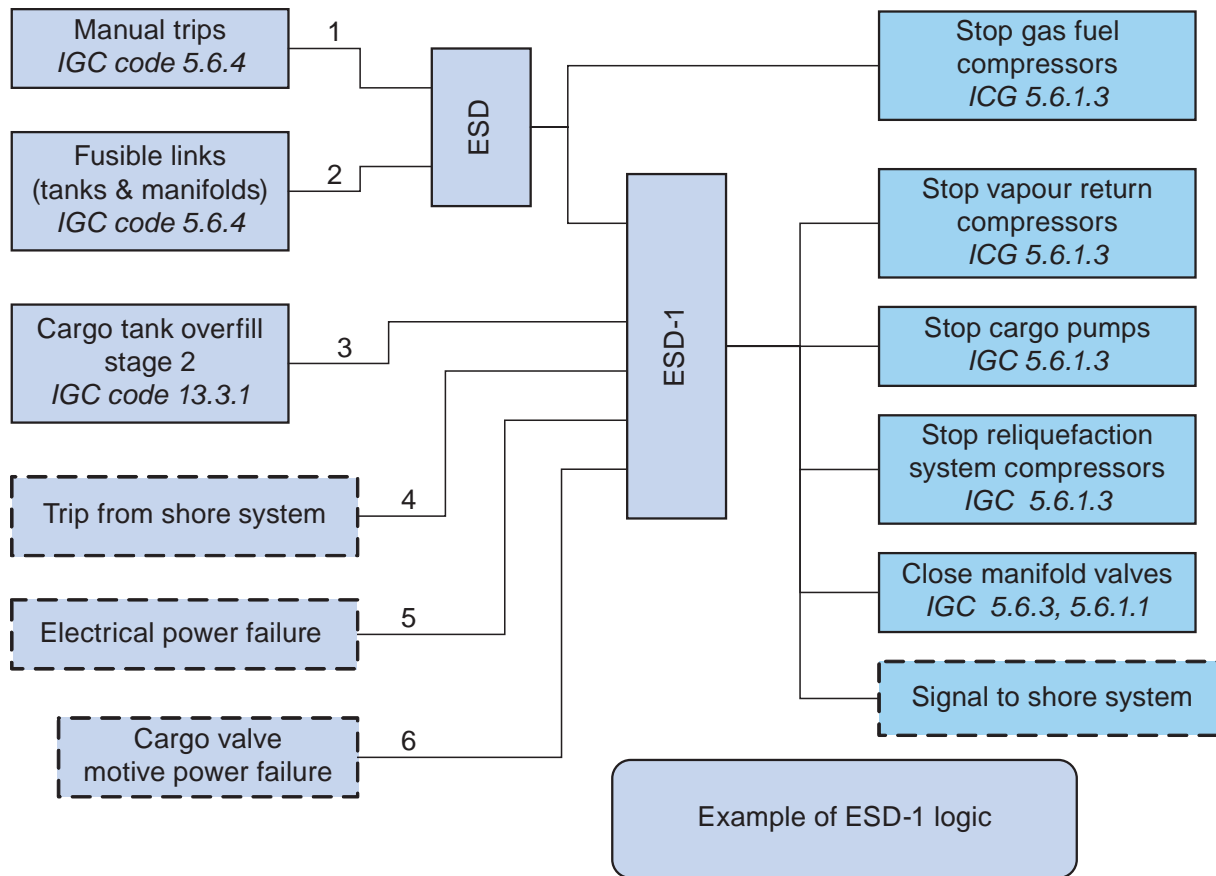 Manual trips
IGC code 5.6.4
1
Fusible links
(tanks & manifolds)
IGC code 5.6.4
2
ESD
Cargo tank overfill
stage 2
IGC code 13.3.1
3
Trip from shore system
4
Electrical power failure
5
Cargo valve
motive power failure
6
ESD-1
Stop gas fuel
compressors
ICG 5.6.1.3
Stop vapour return
compressors
ICG 5.6.1.3
Stop cargo pumps
IGC 5.6.1.3
Stop reliquefaction
system compressors
IGC 5.6.1.3
Close manifold valves
IGC 5.6.3, 5.6.1.1
Signal to shore system
Example of ESD-1 logic